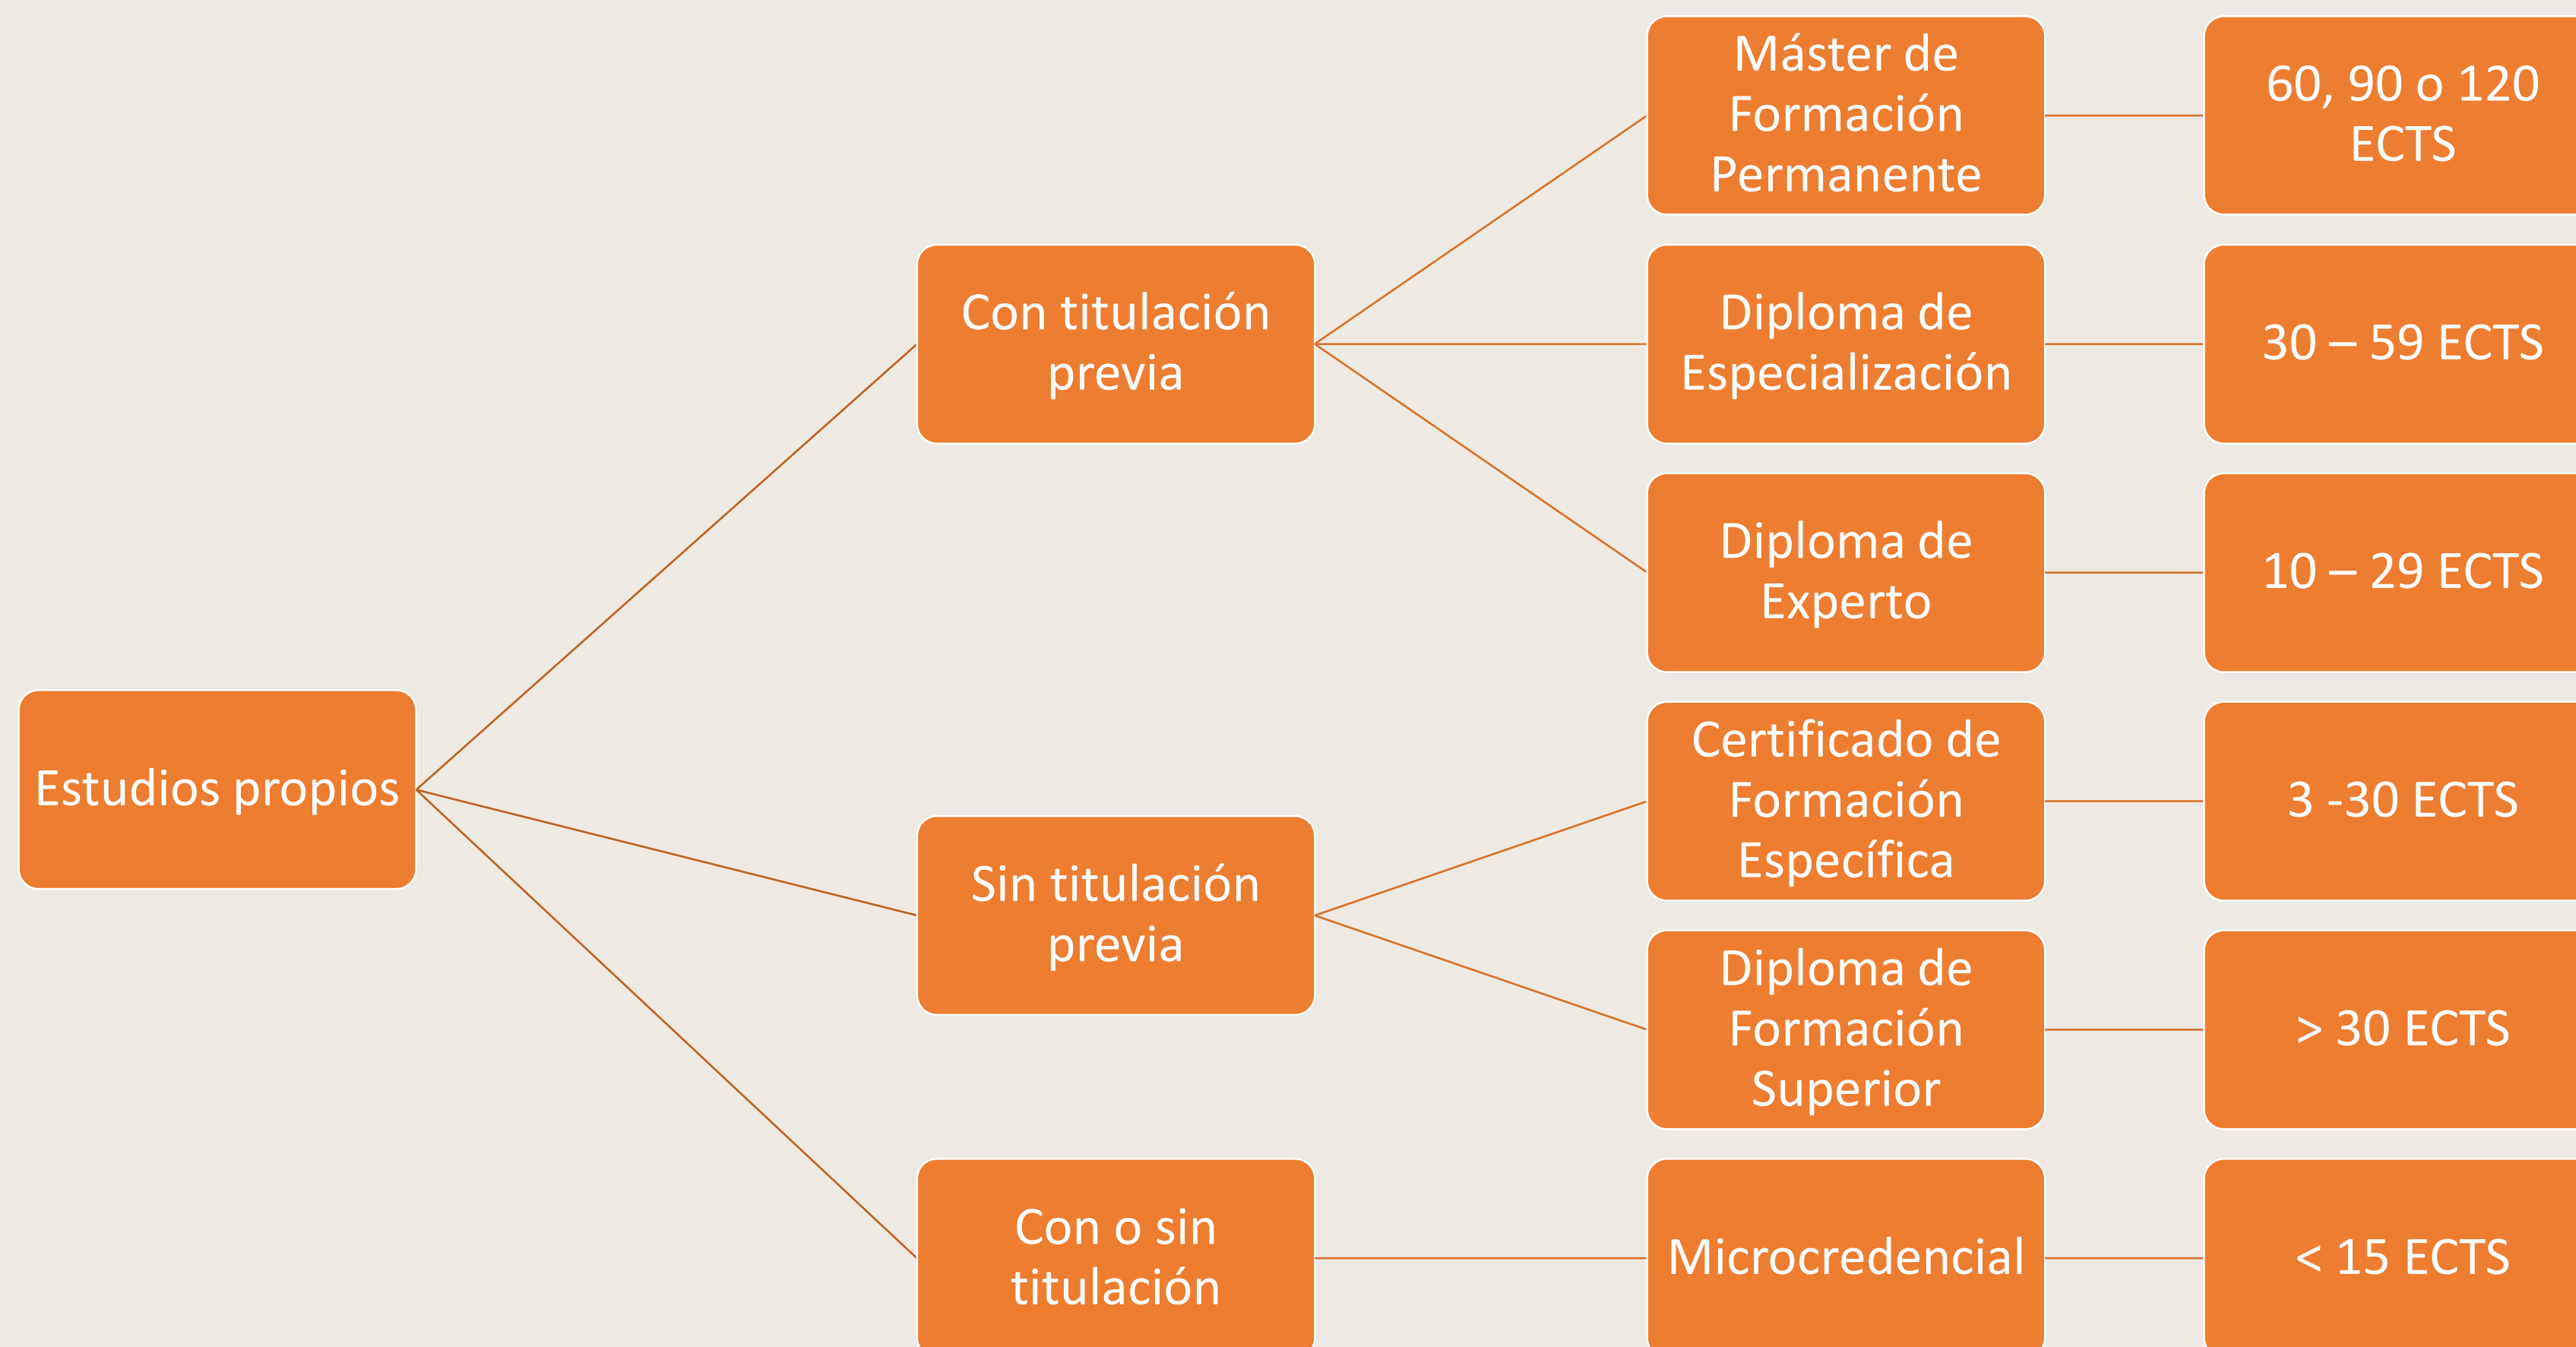 Estudios propios
Con titulación
previa
Máster de
Formación
Permanente
60, 90 o 120
ECTS
Diploma de
Especialización
30 – 59 ECTS
Diploma de
Experto
10 – 29 ECTS
Sin titulación
previa
Certificado de
Formación
Específica
3 -30 ECTS
Diploma de
Formación
Superior
> 30 ECTS
Con o sin
titulación
Microcredencial
< 15 ECTS